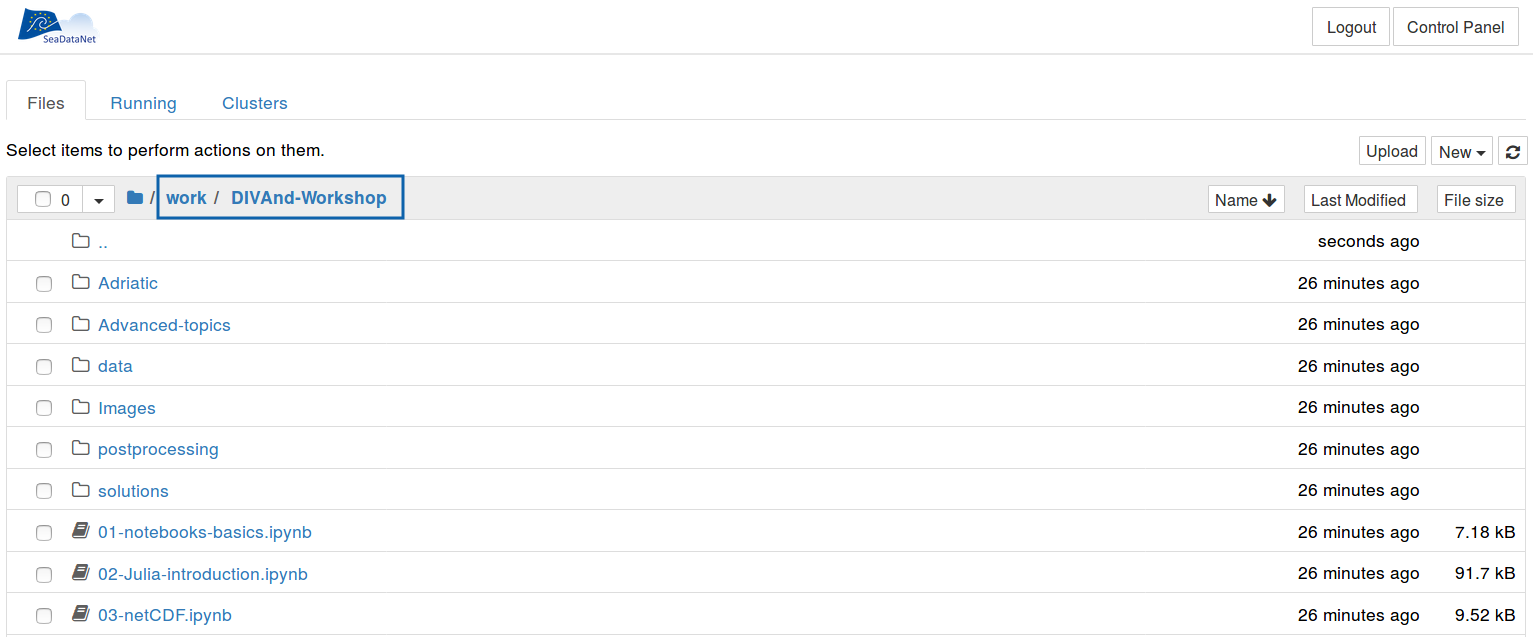 SeaDataNet
Logout Control Panel
Files Running Clusters
Select items to perform actions on them.
Upload New
0 / work / DIVAnd-Workshop Name Last Modified File size
.. seconds ago
Adriatic 26 minutes ago
Advanced-topics 26 minutes ago
data 26 minutes ago
Images 26 minutes ago
postprocessing 26 minutes ago
solutions 26 minutes ago
01-notebooks-basics.ipynb 26 minutes ago 7.18 kB
02-Julia-introduction.ipynb 26 minutes ago 91.7 kB
03-netCDF.ipynb 26 minutes ago 9.52 kB